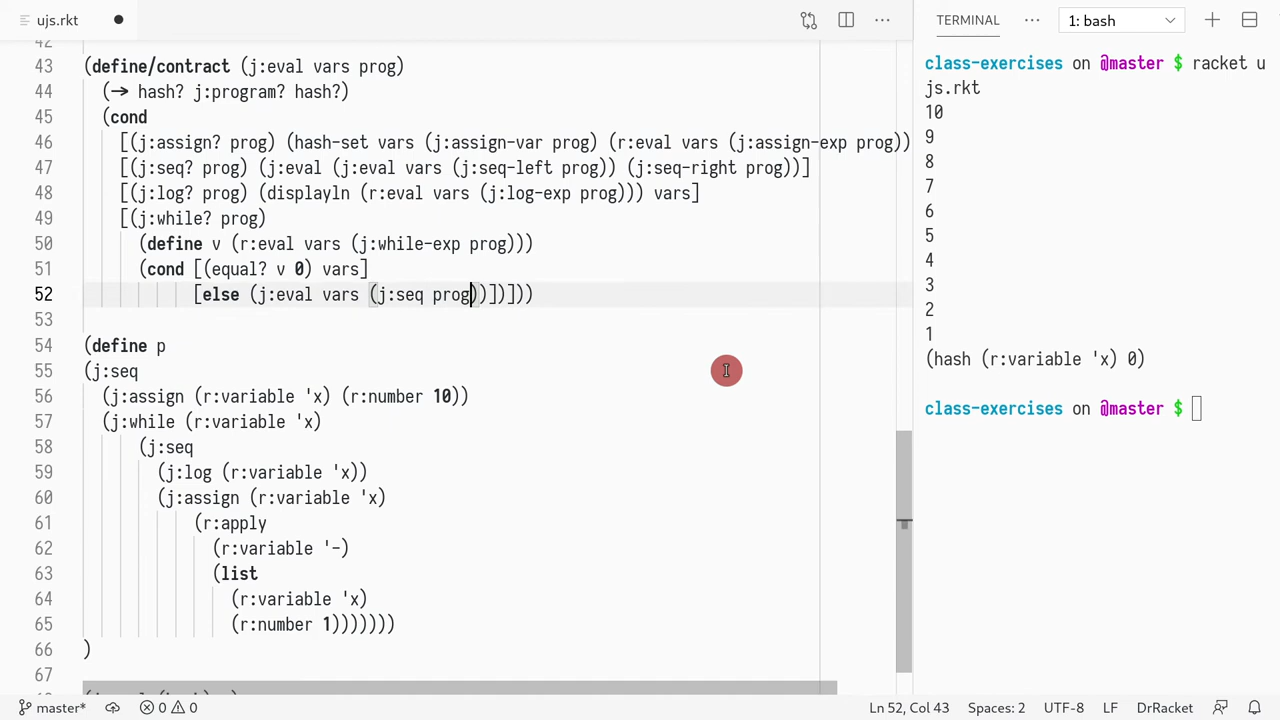 ujs.rkt
TERMINAL
1: bash
42
43 (define/contract (j:eval vars prog)
44 (→ hash? j:program? hash?)
45 (cond
46 [(j:assign? prog) (hash-set vars (j:assign-var prog) (r:eval vars (j:assign-exp prog))
47 [(j:seq? prog) (j:eval (j:eval vars (j:seq-left prog)) (j:seq-right prog))]
48 [(j:log? prog) (displayln (r:eval vars (j:log-exp prog))) vars]
49 [(j:while? prog)
50 (define v (r:eval vars (j:while-exp prog)))
51 (cond [(equal? v 0) vars]
52 [else (j:eval vars (j:seq prog))])]))
53
54 (define p
55 (j:seq
56 (j:assign (r:variable 'x) (r:number 10))
57 (j:while (r:variable 'x)
58 (j:seq
59 (j:log (r:variable 'x))
60 (j:assign (r:variable 'x)
61 (r:apply
62 (r:variable '-)
63 (list
64 (r:variable 'x)
65 (r:number 1)))))))
66 )
67
class-exercises on @master $ racket u
js.rkt
10
9
8
7
6
5
4
3
2
1
(hash (r:variable 'x) 0)
class-exercises on @master $
master* 0 0 Ln 52, Col 43 Spaces: 2 UTF-8 LF DrRacket